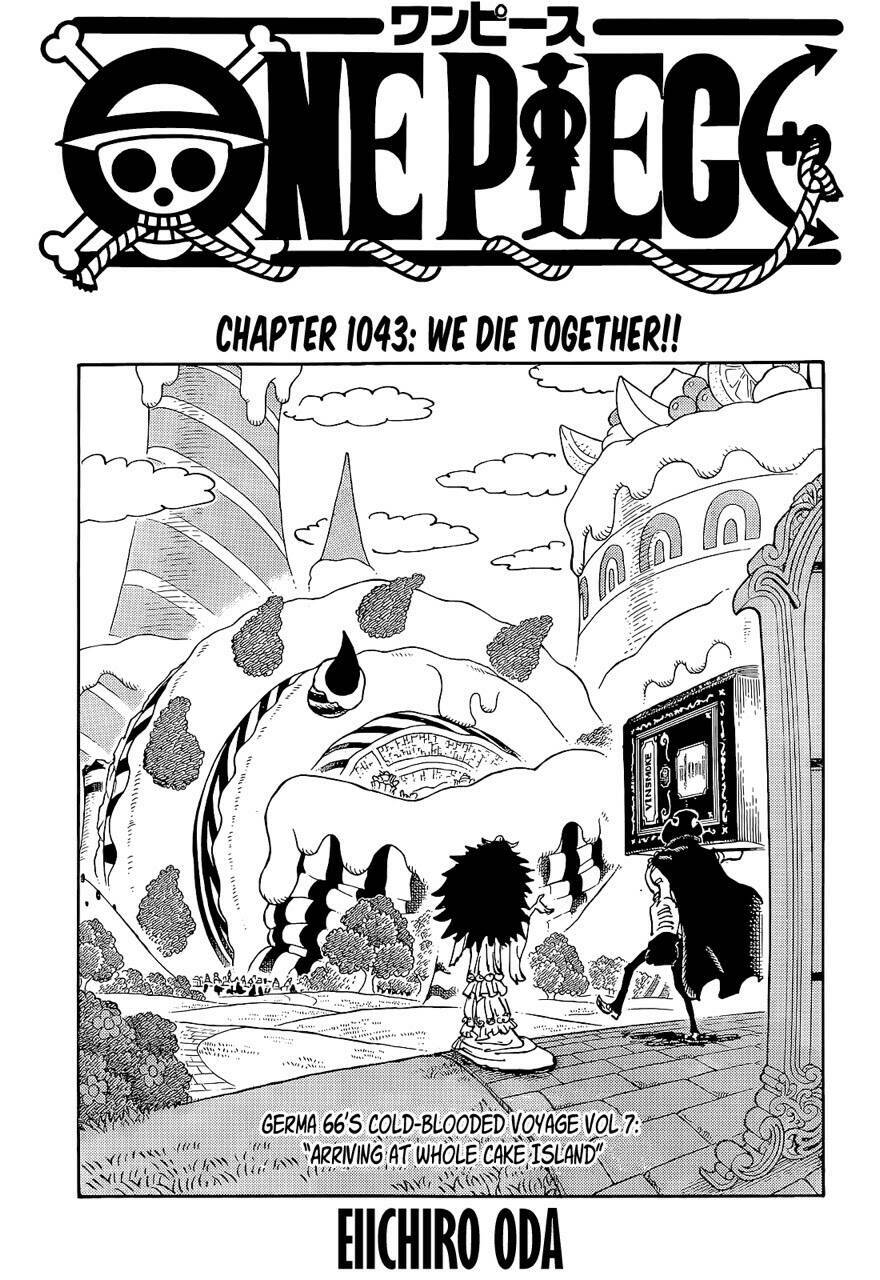 ワンピース
ONE PIECE
CHAPTER 1043: WE DIE TOGETHER!!
VINSMOKE
GERMA 66'S COLD-BLOODED VOYAGE VOL.7:
"ARRIVING AT WHOLE CAKE ISLAND"
EIICHIRO ODA